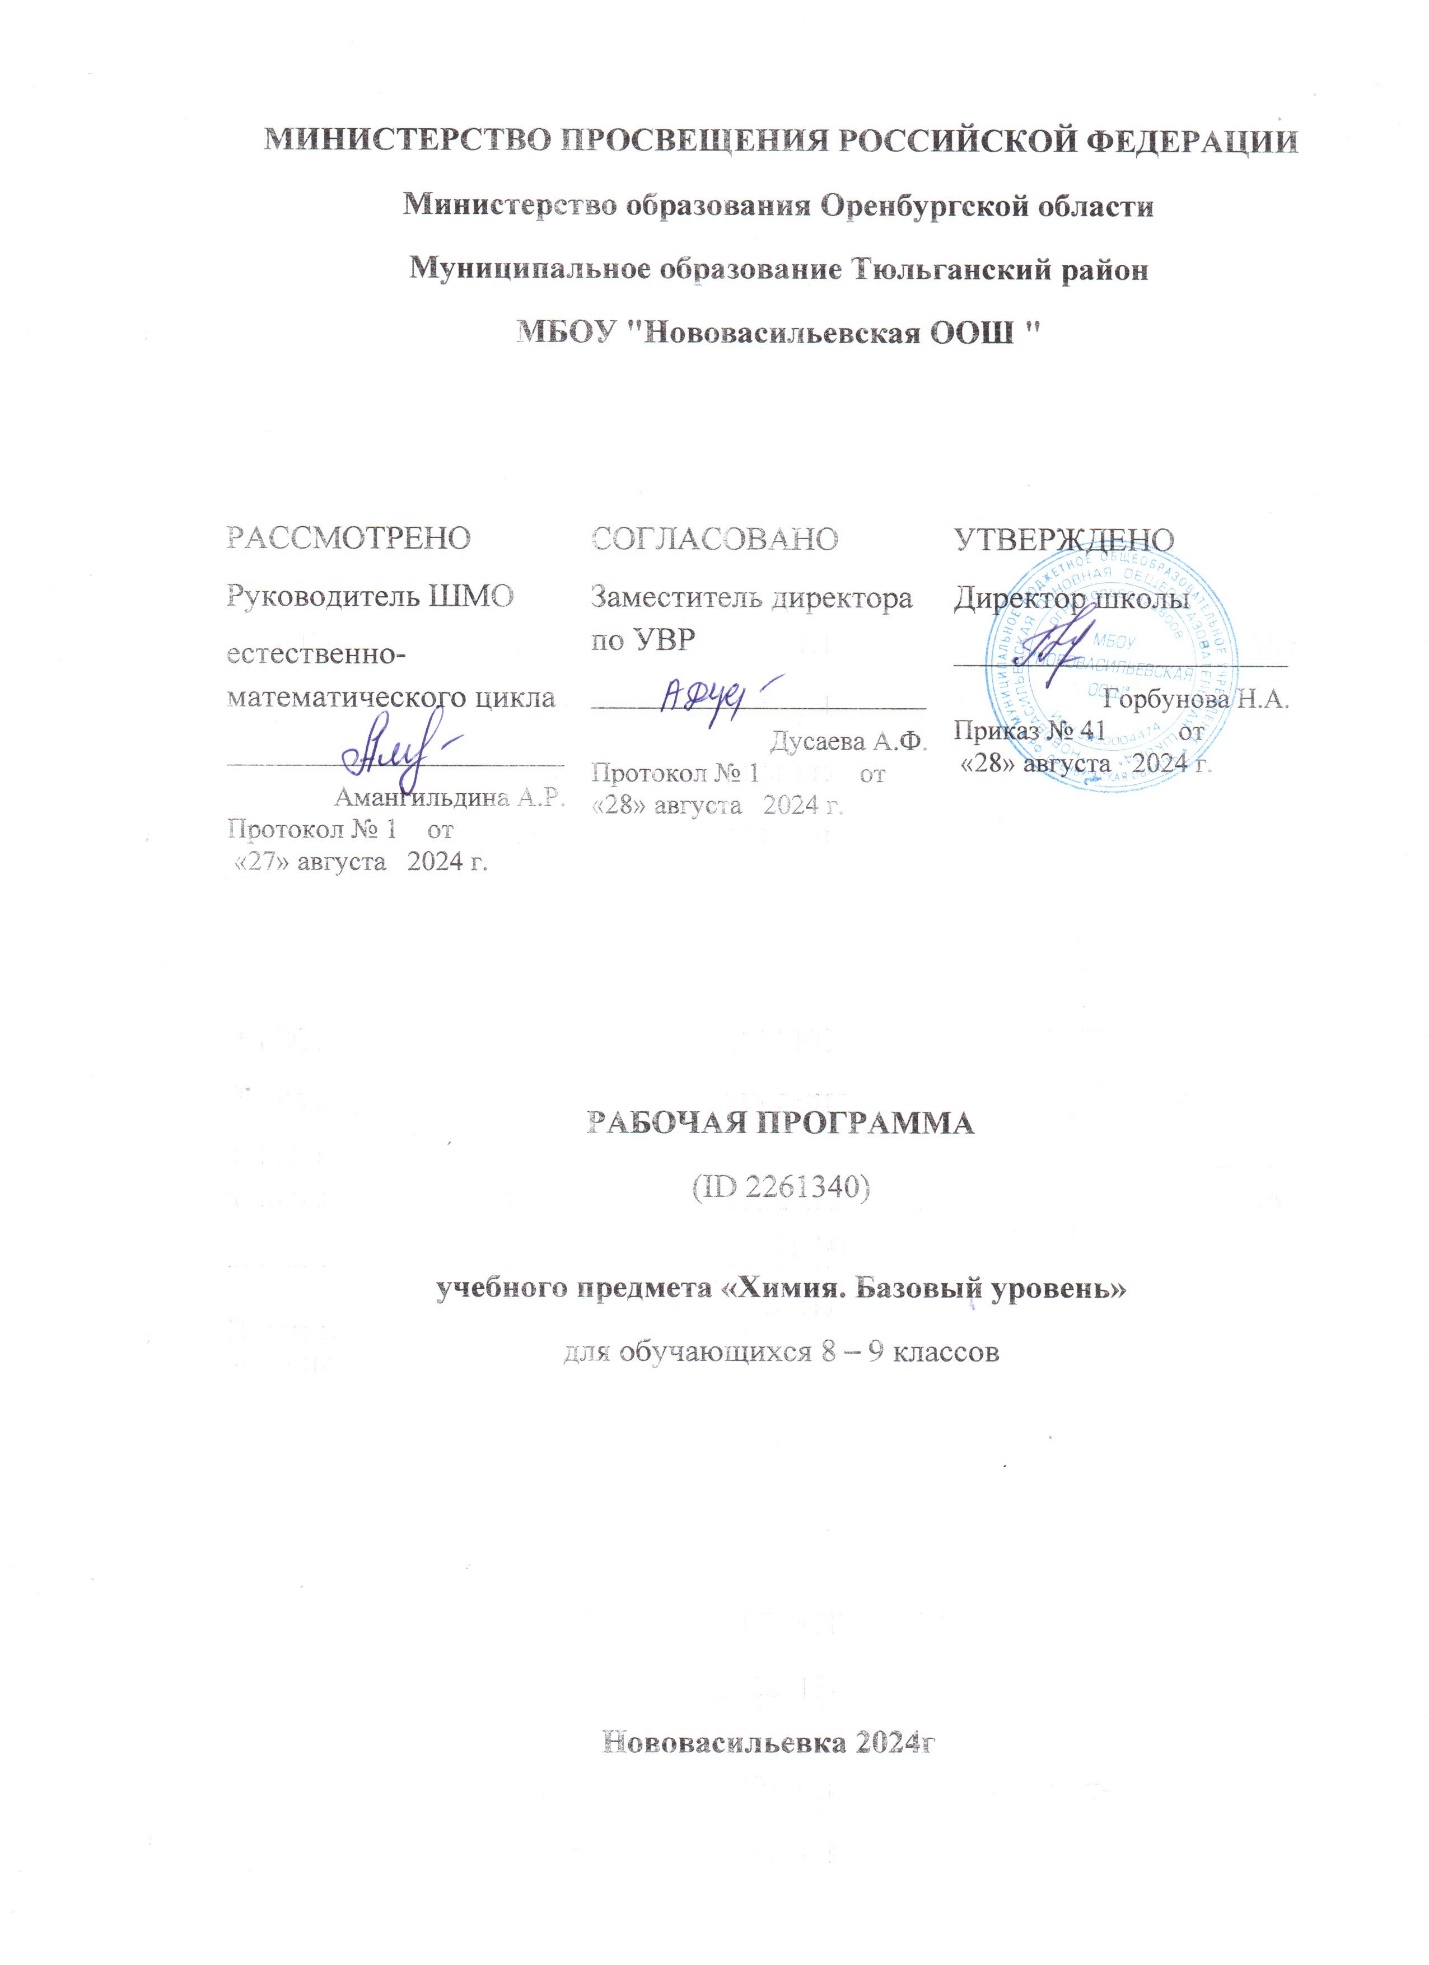 МИНИСТЕРСТВО ПРОСВЕЩЕНИЯ РОССИЙСКОЙ ФЕДЕРАЦИИ
Министерство образования Оренбургской области
Муниципальное образование Тюльганский район
МБОУ "Нововасильевская ООШ "
РАССМОТРЕНО
Руководитель ШМО
естественно-
математического цикла
Амангильдина А.Р.
Протокол № 1 от
«27» августа 2024 г.
СОГЛАСОВАНО
Заместитель директора
по УВР
Дусаева А.Ф.
Протокол № 1 от
«28» августа 2024 г.
УТВЕРЖДЕНО
Директор школы
Горбунова Н.А.
Приказ № 41 от
«28» августа 2024 г.
МБОУ
НОВОВАСИЛЬЕВСКАЯ
ООШ"
РАБОЧАЯ ПРОГРАММА
(ID 2261340)
учебного предмета «Химия. Базовый уровень»
для обучающихся 8 – 9 классов
Нововасильевка 2024г